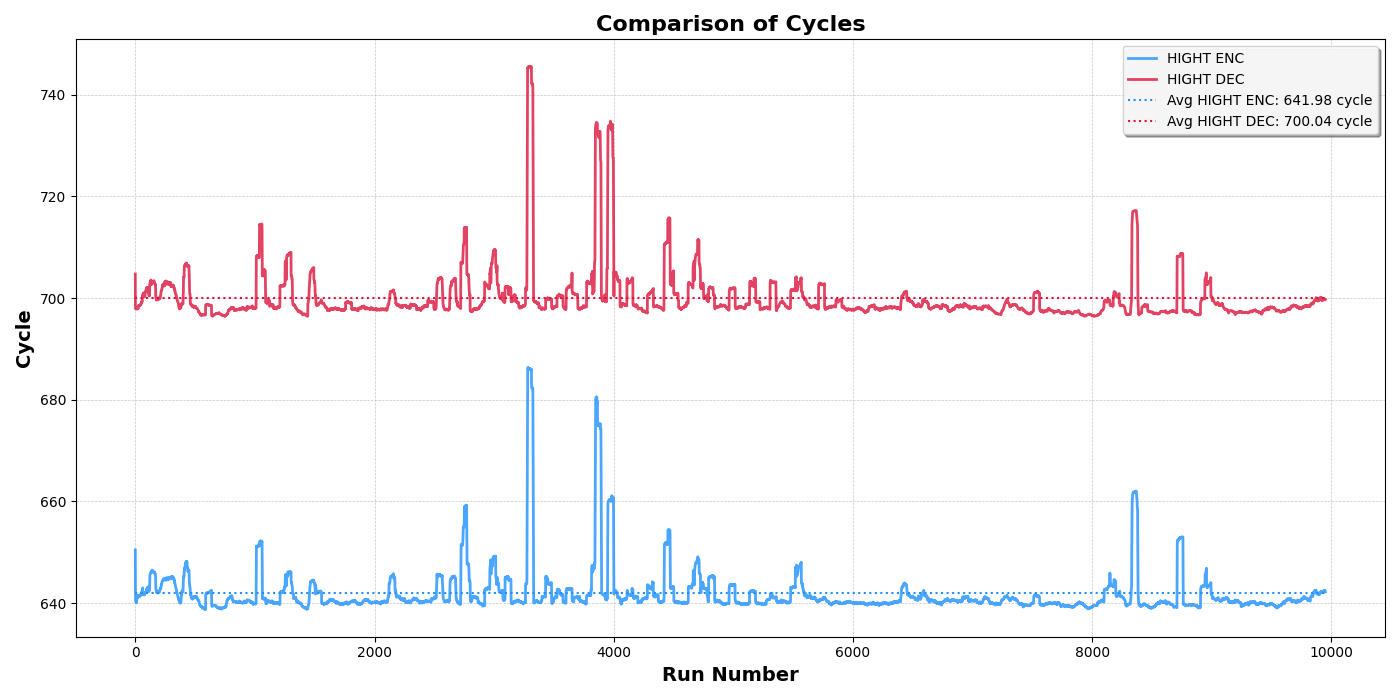 Comparison of Cycles
HIGHT ENC
HIGHT DEC
Avg HIGHT ENC: 641.98 cycle
Avg HIGHT DEC: 700.04 cycle
Cycle
740
720
700
680
660
640
0 2000 4000 6000 8000 10000
Run Number